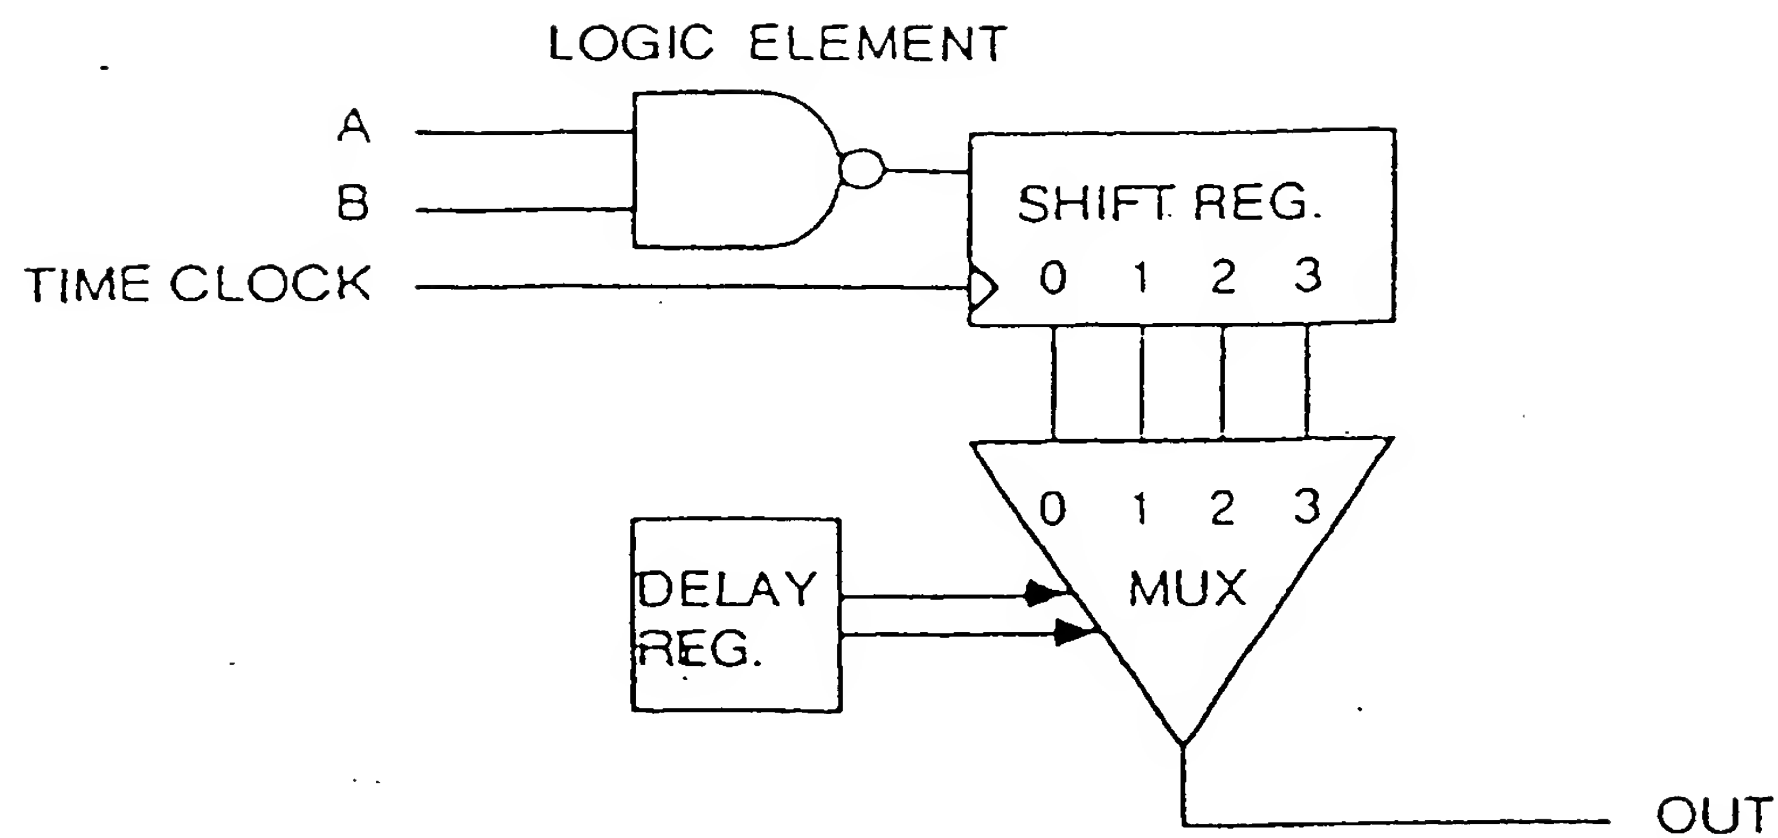 LOGIC ELEMENT
A
B
TIME CLOCK
SHIFT REG.
0 1 2 3
0 1 2 3
MUX
DELAY
REG.
OUT